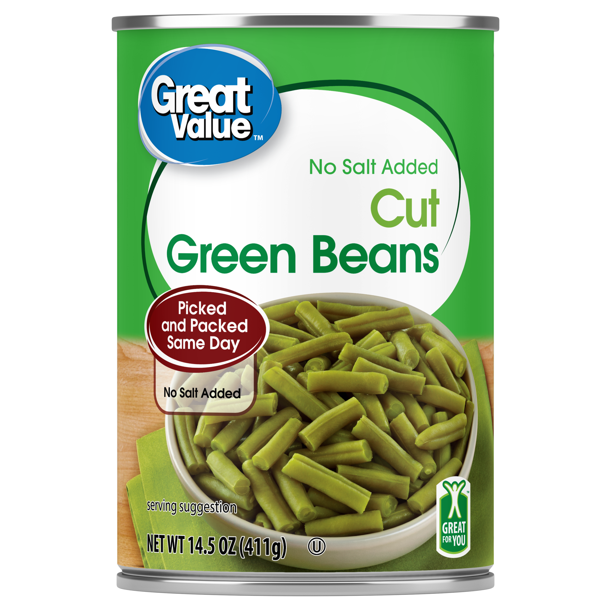 Great
Value™
No Salt Added
Cut
Green Beans
Picked
and Packed
Same Day
No Salt Added
serving suggestion
NET WT 14.5 OZ (411g)
U
GREAT
FOR YOU